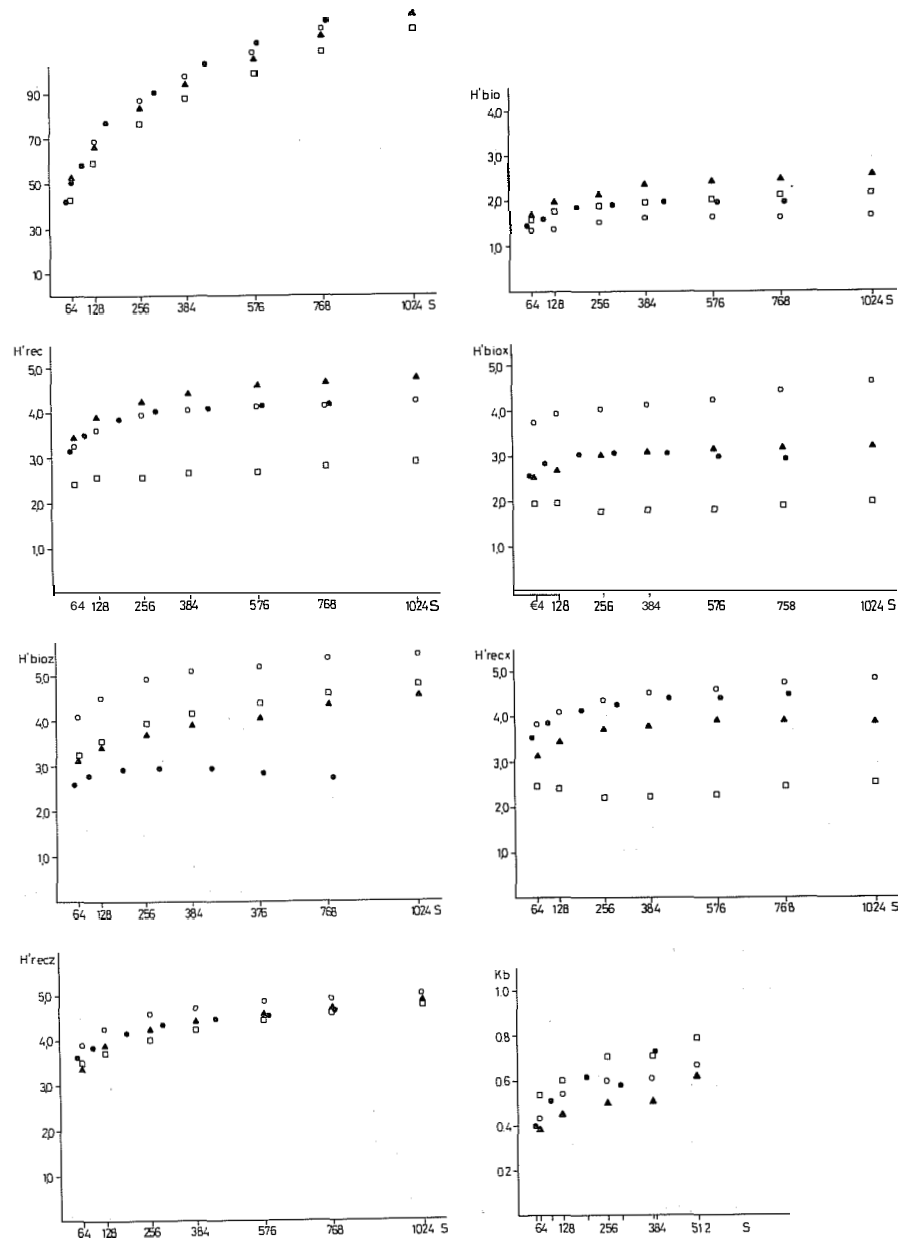 90
70
50
30
10
64 128 256 384 576 768 1024 S
H'bio
4,0
3,0
2,0
1,0
64 128 256 384 576 768 1024 S
H'rec
5,0
4,0
3,0
2,0
1,0
64 128 256 384 576 768 1024 S
H'biox
5,0
4,0
3,0
2,0
1,0
€4 128 256 384 576 758 1024 S
H'bioz
5,0
4,0
3,0
2,0
1,0
64 128 256 384 376 768 1024 S
H'recx
5,0
4,0
3,0
2,0
1,0
64 128 256 384 576 768 1024 S
H'recz
5,0
4,0
3,0
2,0
1,0
64 128 256 384 576 768 1024 S
Kb
1.0
0.8
0.6
0.4
0.2
64 128 256 384 512 S